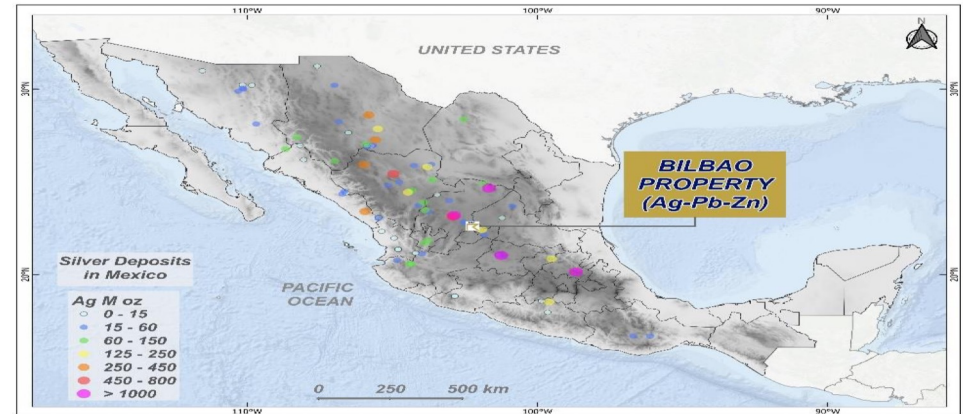 110°W 100°W 90°W
N
UNITED STATES
30°N 30°N
BILBAO
PROPERTY
(Ag-Pb-Zn)
Silver Deposits
in Mexico
20°N 20°N
PACIFIC
OCEAN
Ag M oz
0 - 15
15 - 60
60 - 150
125 - 250
250 - 450
450 - 800
> 1000
0 250 500 km
110°W 100°W 90°W